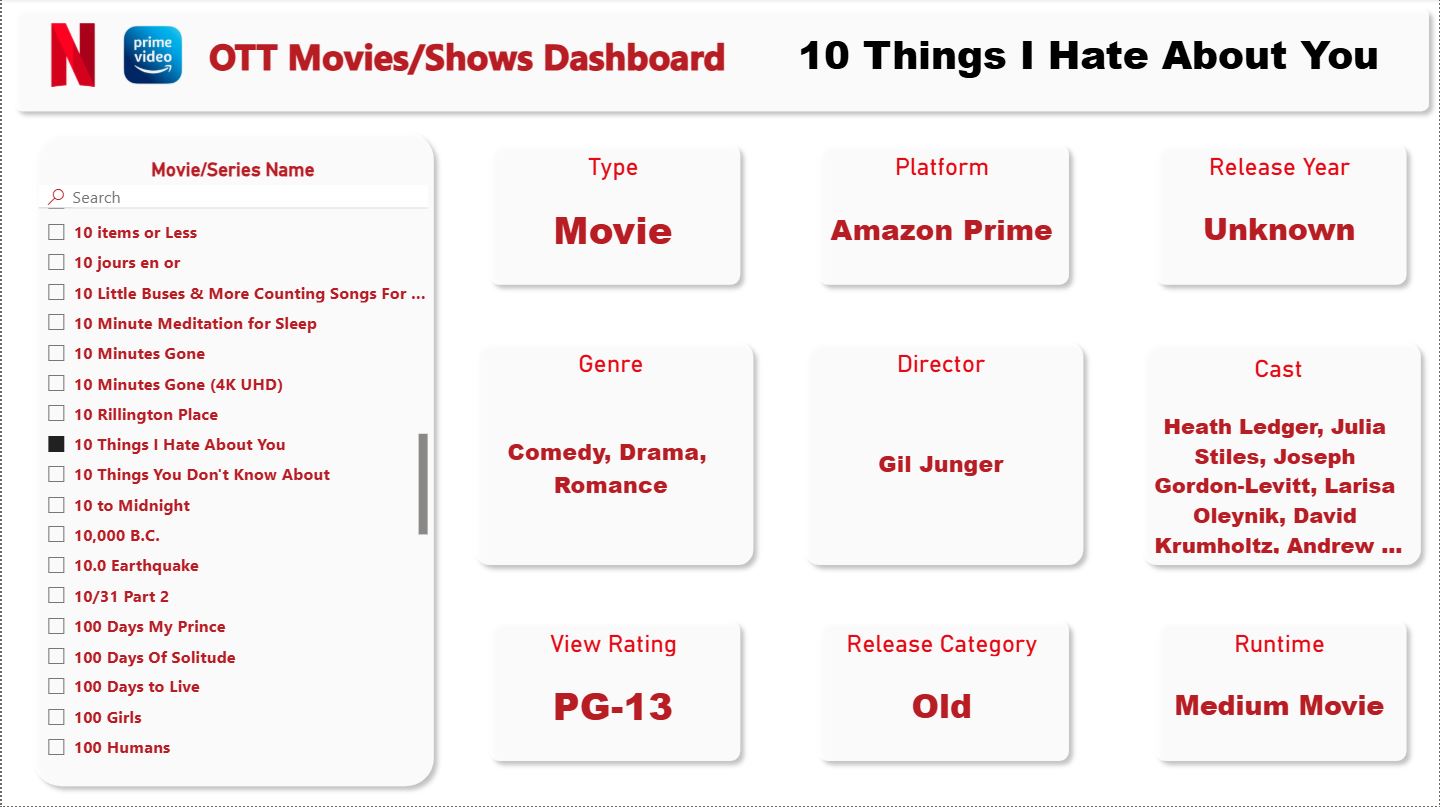 N
prime
video
OTT Movies/Shows Dashboard
10 Things I Hate About You
Movie/Series Name
Search
10 items or Less
10 jours en or
10 Little Buses & More Counting Songs For ...
10 Minute Meditation for Sleep
10 Minutes Gone
10 Minutes Gone (4K UHD)
10 Rillington Place
10 Things I Hate About You
10 Things You Don't Know About
10 to Midnight
10,000 B.C.
10.0 Earthquake
10/31 Part 2
100 Days My Prince
100 Days Of Solitude
100 Days to Live
100 Girls
100 Humans
Type
Movie
Platform
Amazon Prime
Release Year
Unknown
Genre
Comedy, Drama,
Romance
Director
Gil Junger
Cast
Heath Ledger, Julia
Stiles, Joseph
Gordon-Levitt, Larisa
Oleynik, David
Krumholtz, Andrew ...
View Rating
PG-13
Release Category
Old
Runtime
Medium Movie